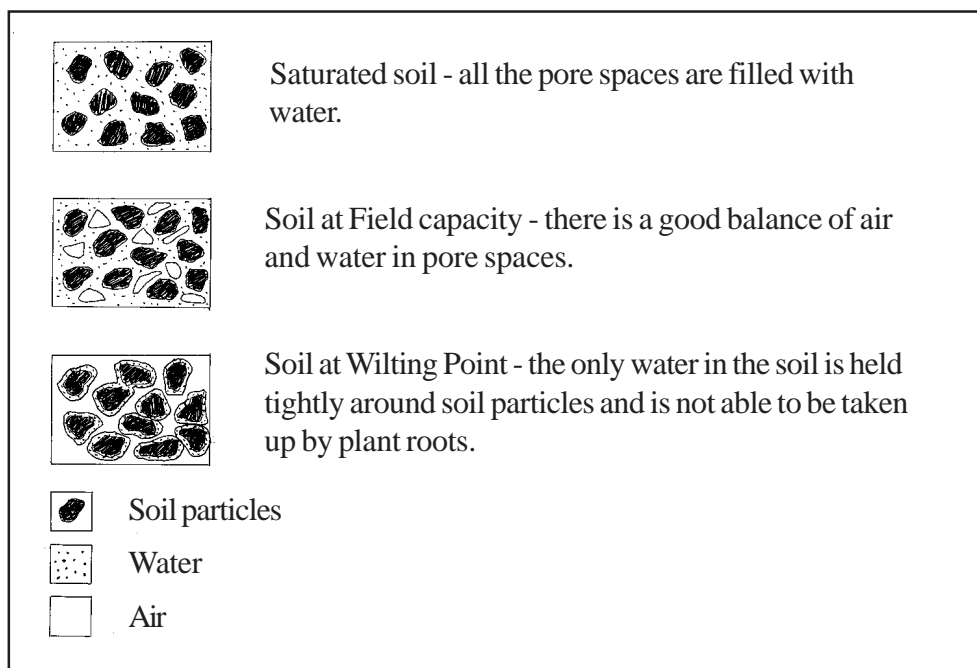 Saturated soil - all the pore spaces are filled with
water.
Soil at Field capacity - there is a good balance of air
and water in pore spaces.
Soil at Wilting Point - the only water in the soil is held
tightly around soil particles and is not able to be taken
up by plant roots.
Soil particles
Water
Air